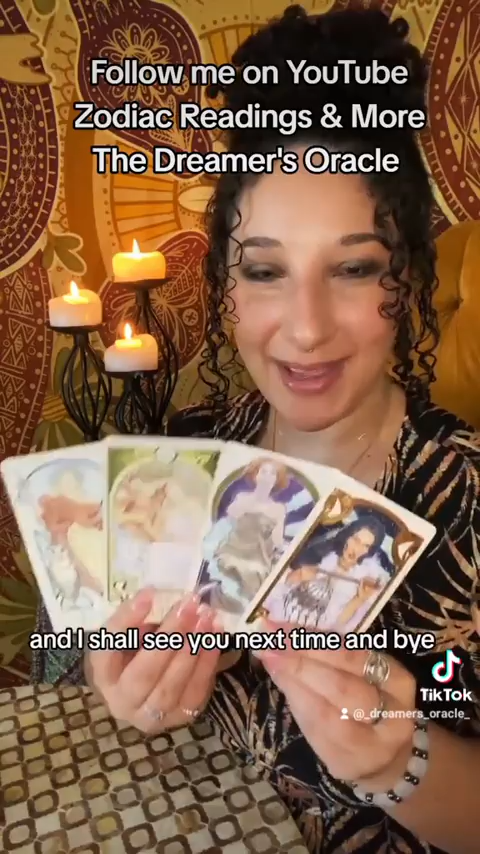 Follow me on YouTube
Zodiac Readings & More
The Dreamer's Oracle
and I shall see you next time and bye
TikTok
@_dreamers_oracle_